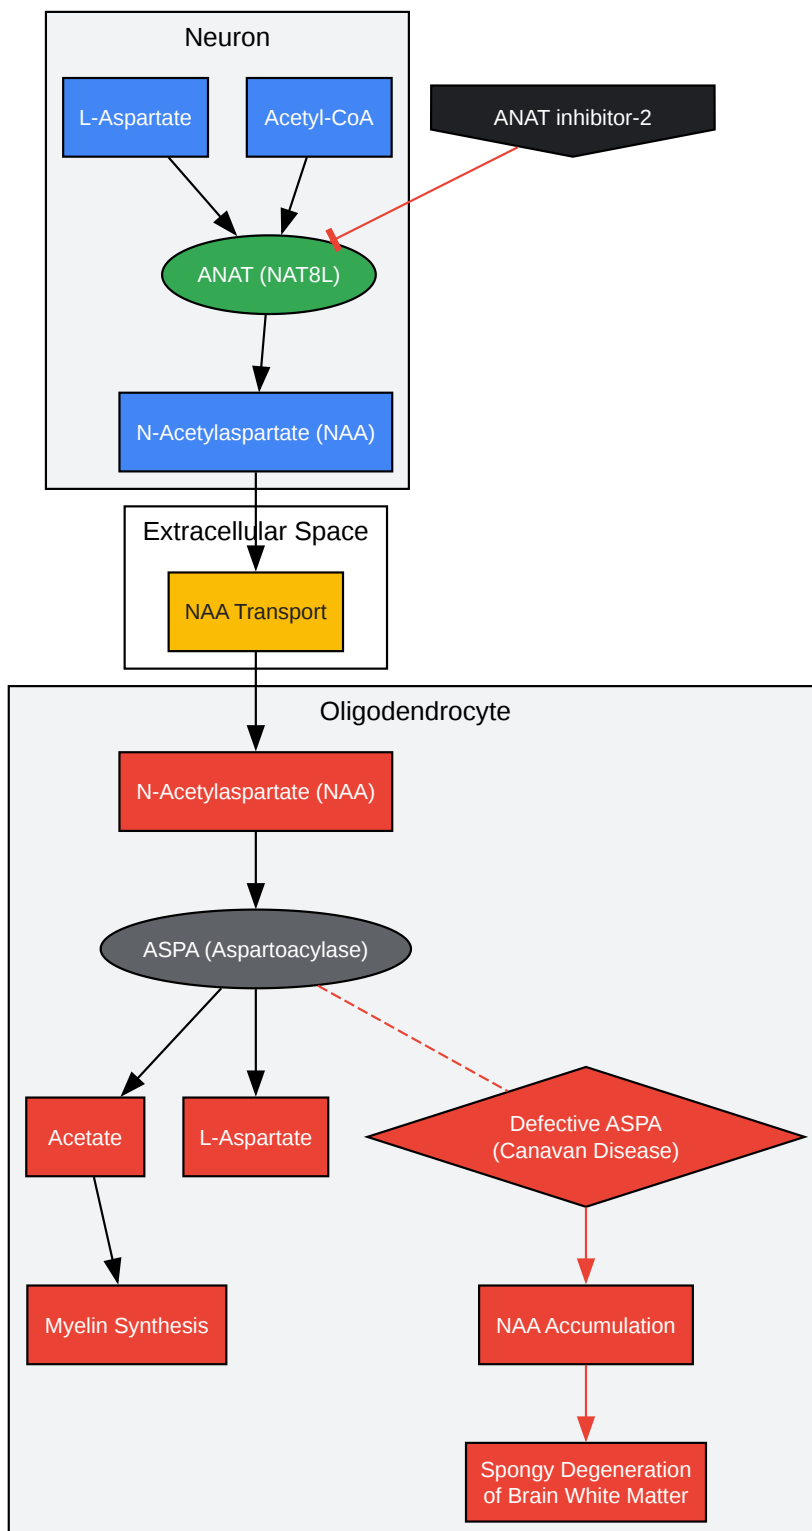 Neuron
L-Aspartate
Acetyl-CoA
ANAT inhibitor-2
ANAT (NAT8L)
N-Acetylaspartate (NAA)
Extracellular Space
NAA Transport
Oligodendrocyte
N-Acetylaspartate (NAA)
ASPA (Aspartoacylase)
Acetate
L-Aspartate
Defective ASPA
(Canavan Disease)
Myelin Synthesis
NAA Accumulation
Spongy Degeneration
of Brain White Matter